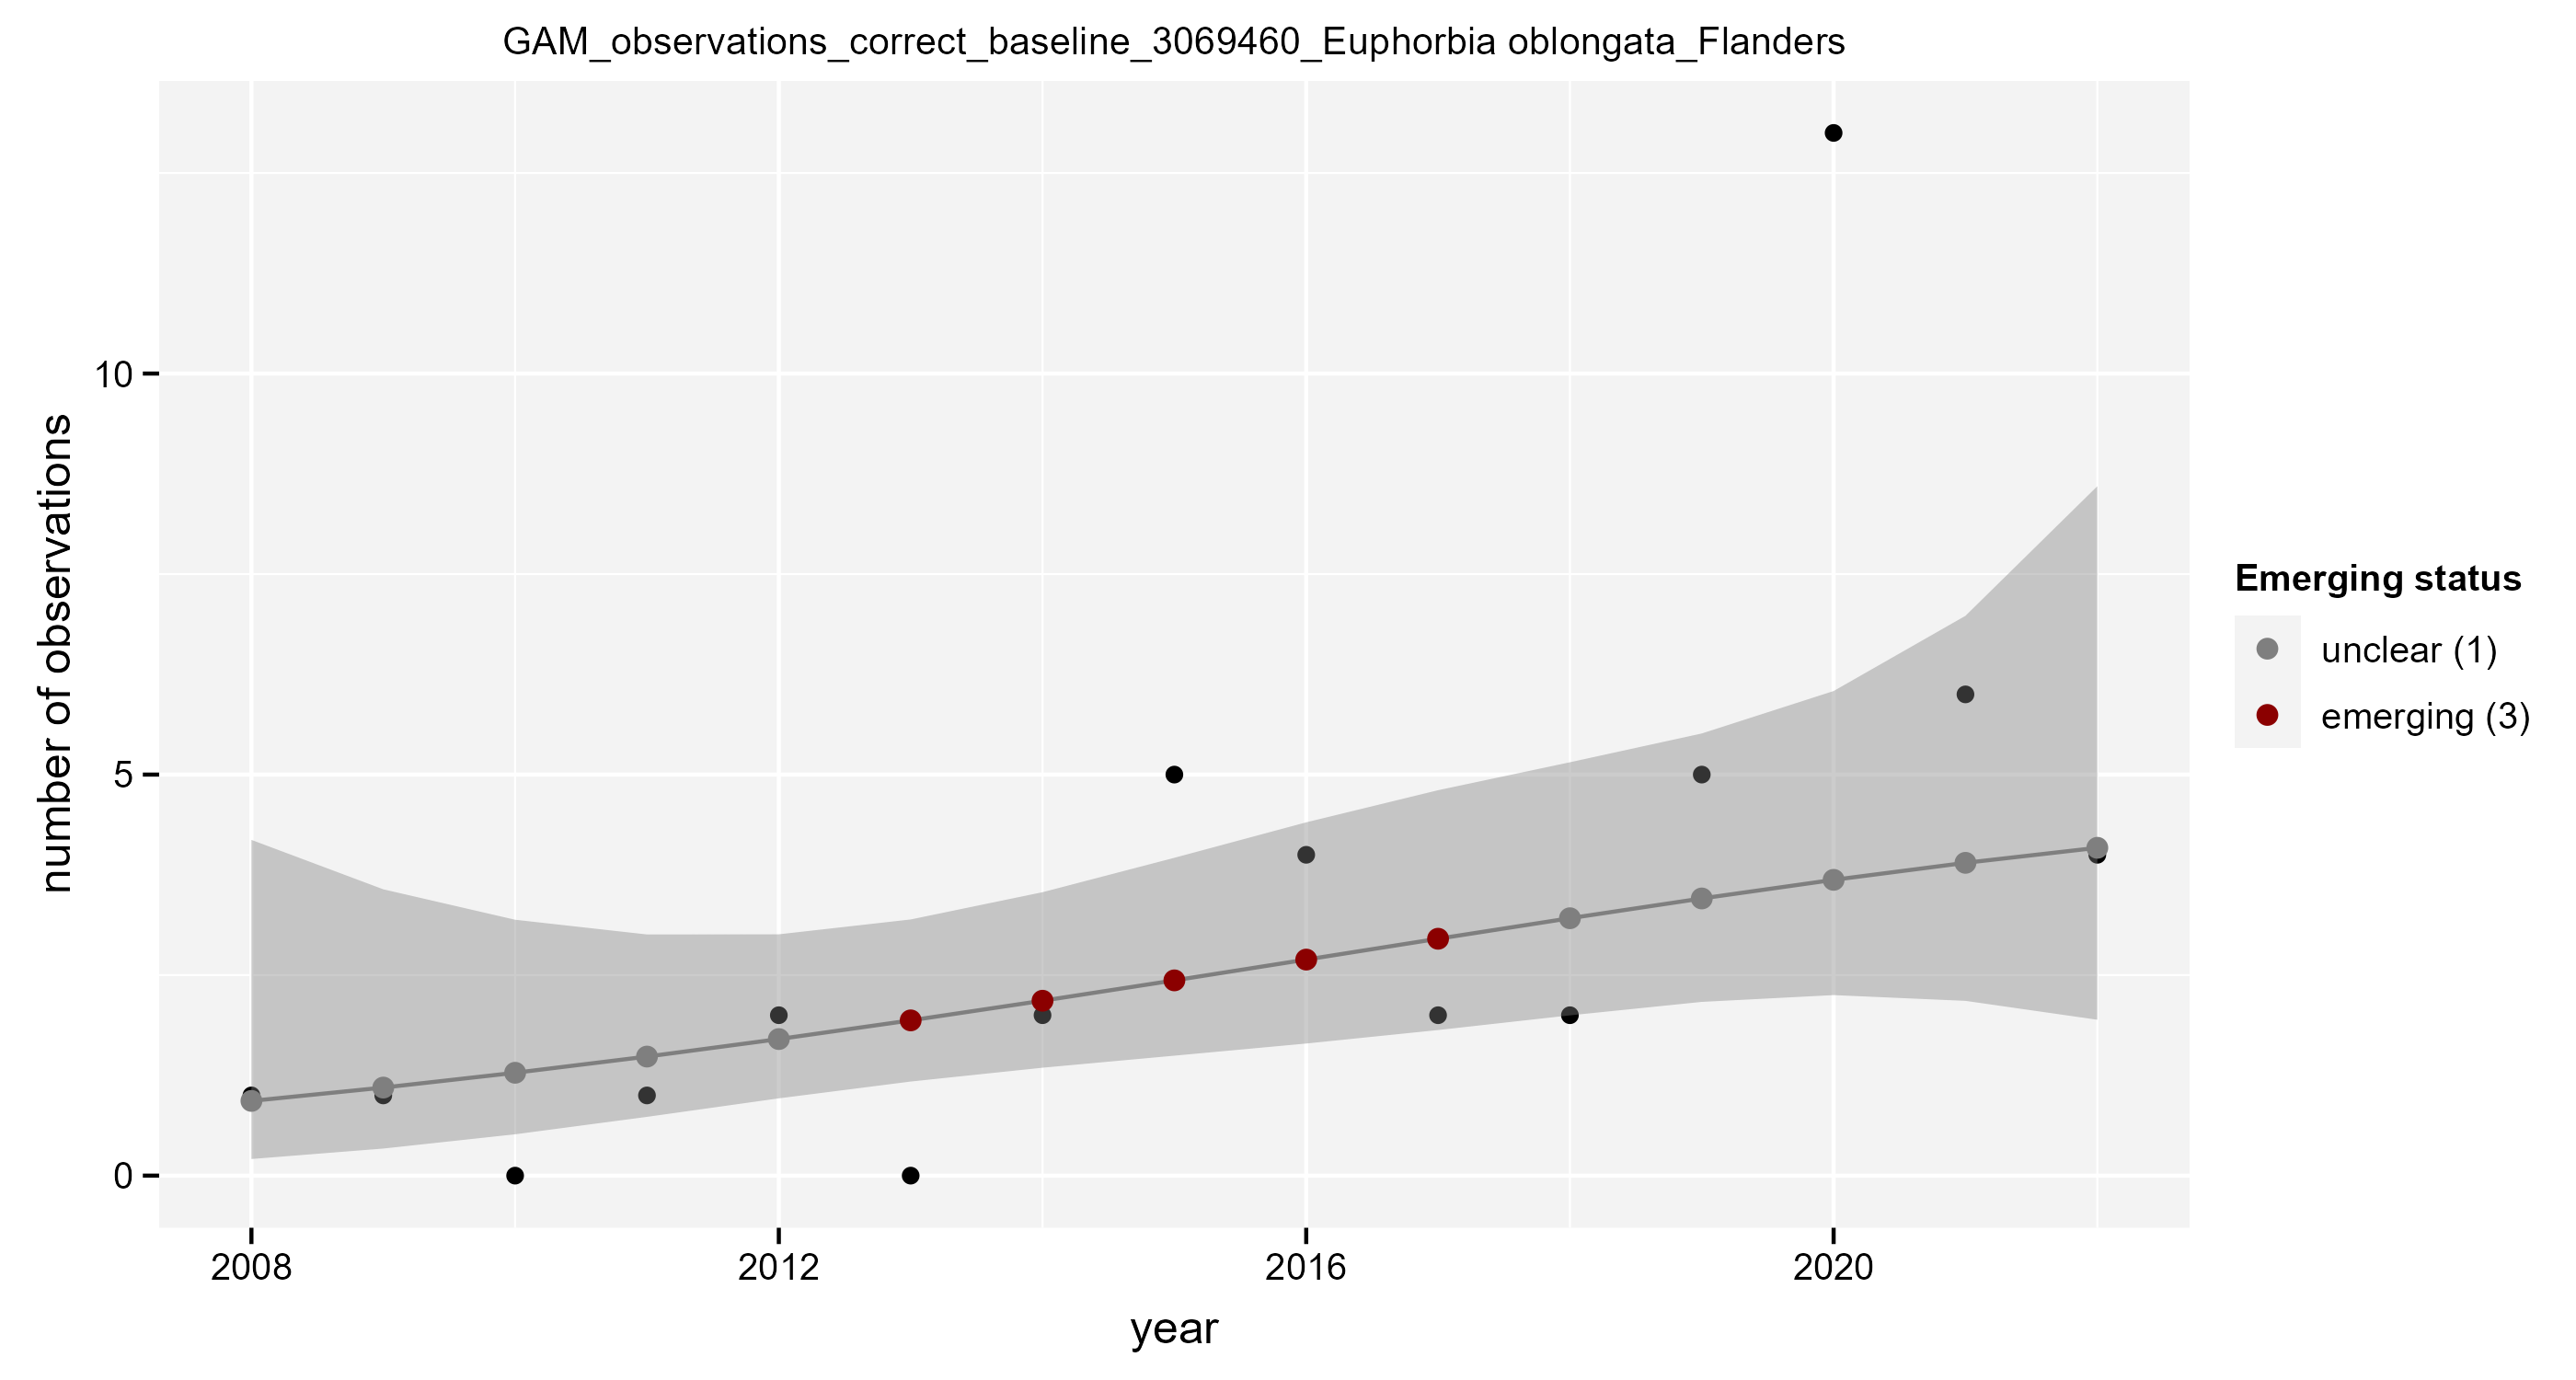 GAM_observations_correct_baseline_3069460_Euphorbia oblongata_Flanders
number of observations
10
5
0
2008
2012
2016
2020
year
Emerging status
unclear (1)
emerging (3)